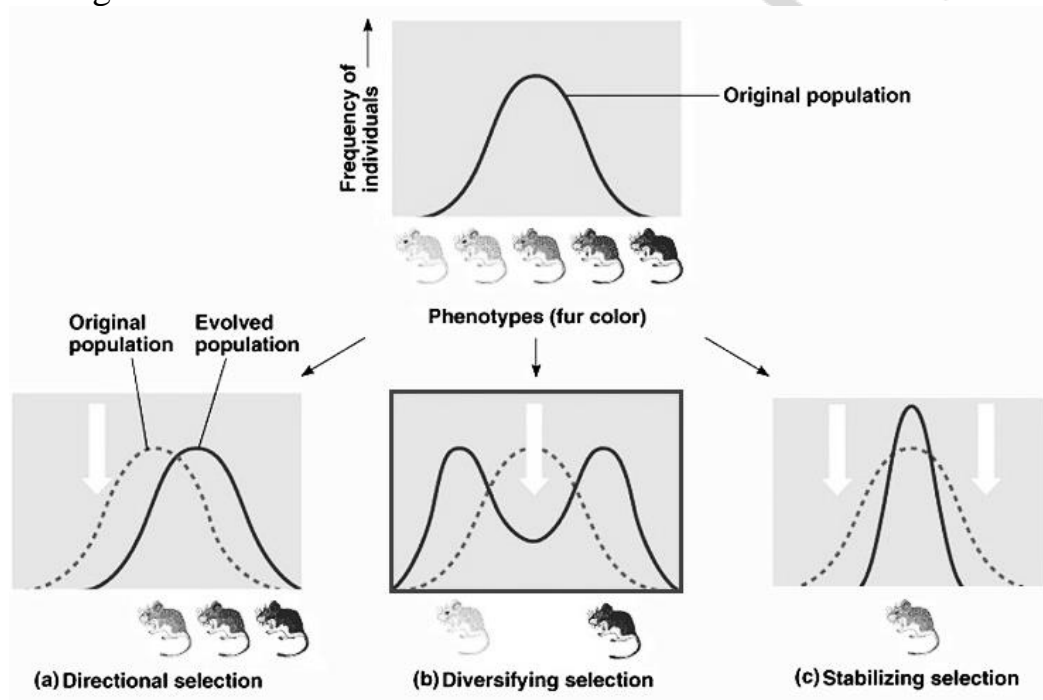 Frequency of
individuals
Original population
Phenotypes (fur color)
Original
population
Evolved
population
(a) Directional selection
(b) Diversifying selection
(c) Stabilizing selection